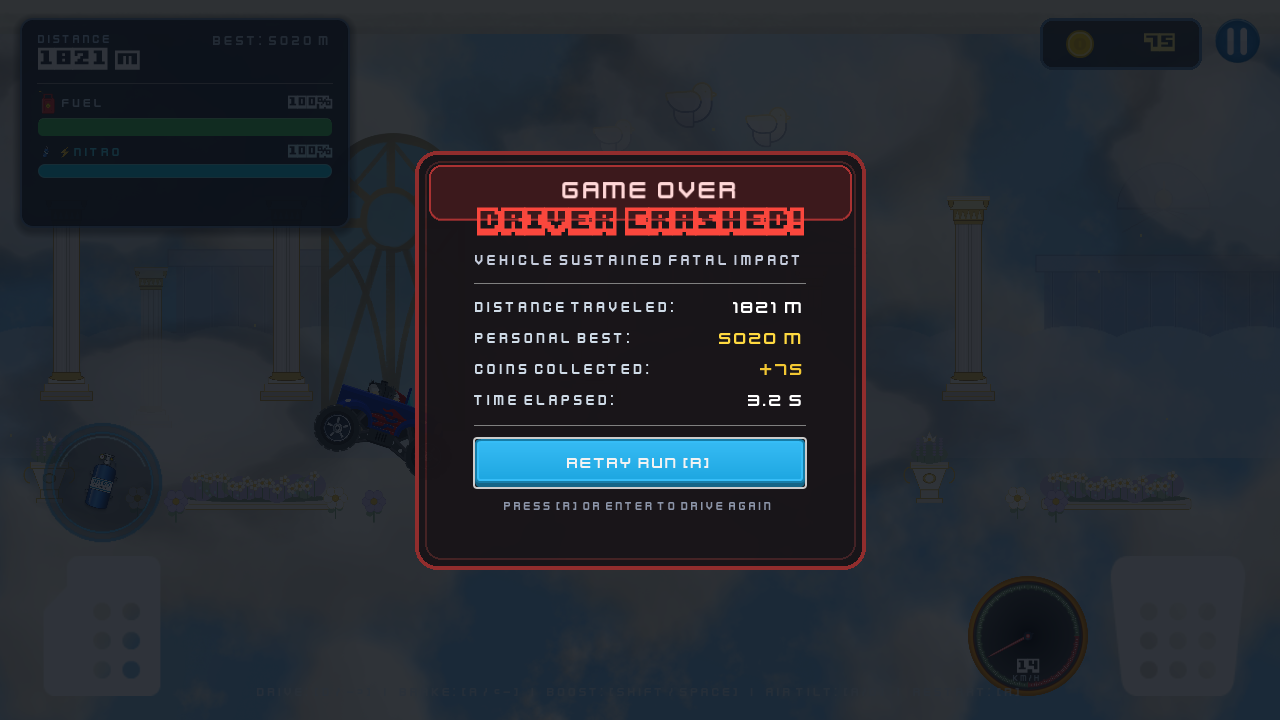 DISTANCE
BEST: 5020 M
1821 M
75
FUEL
100%
⚡NITRO
100%
GAME OVER
DRIVER CRASHED!
VEHICLE SUSTAINED FATAL IMPACT
DISTANCE TRAVELED: 1821 M
PERSONAL BEST: 5020 M
COINS COLLECTED: +75
TIME ELAPSED: 3.2 S
RETRY RUN [R]
PRESS [R] OR ENTER TO DRIVE AGAIN
14
KM/H